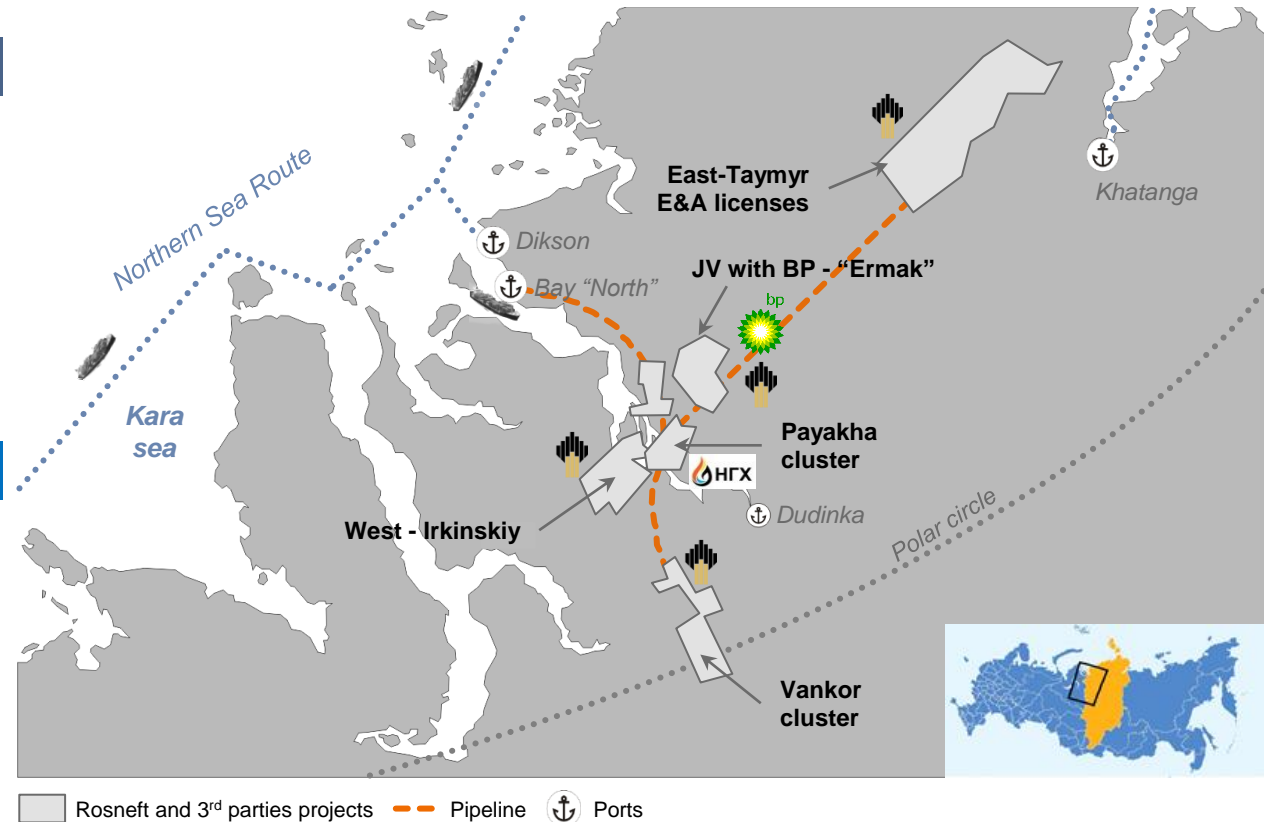 East-Taymyr
E&A licenses
Khatanga
Northern Sea Route
Dikson
JV with BP - “Ermak”
Bay “North”
bp
Kara
sea
Payakha
cluster
НГХ
Dudinka
West - Irkinskiy
Polar circle
Vankor
cluster
Rosneft and 3rd parties projects
Pipeline
Ports